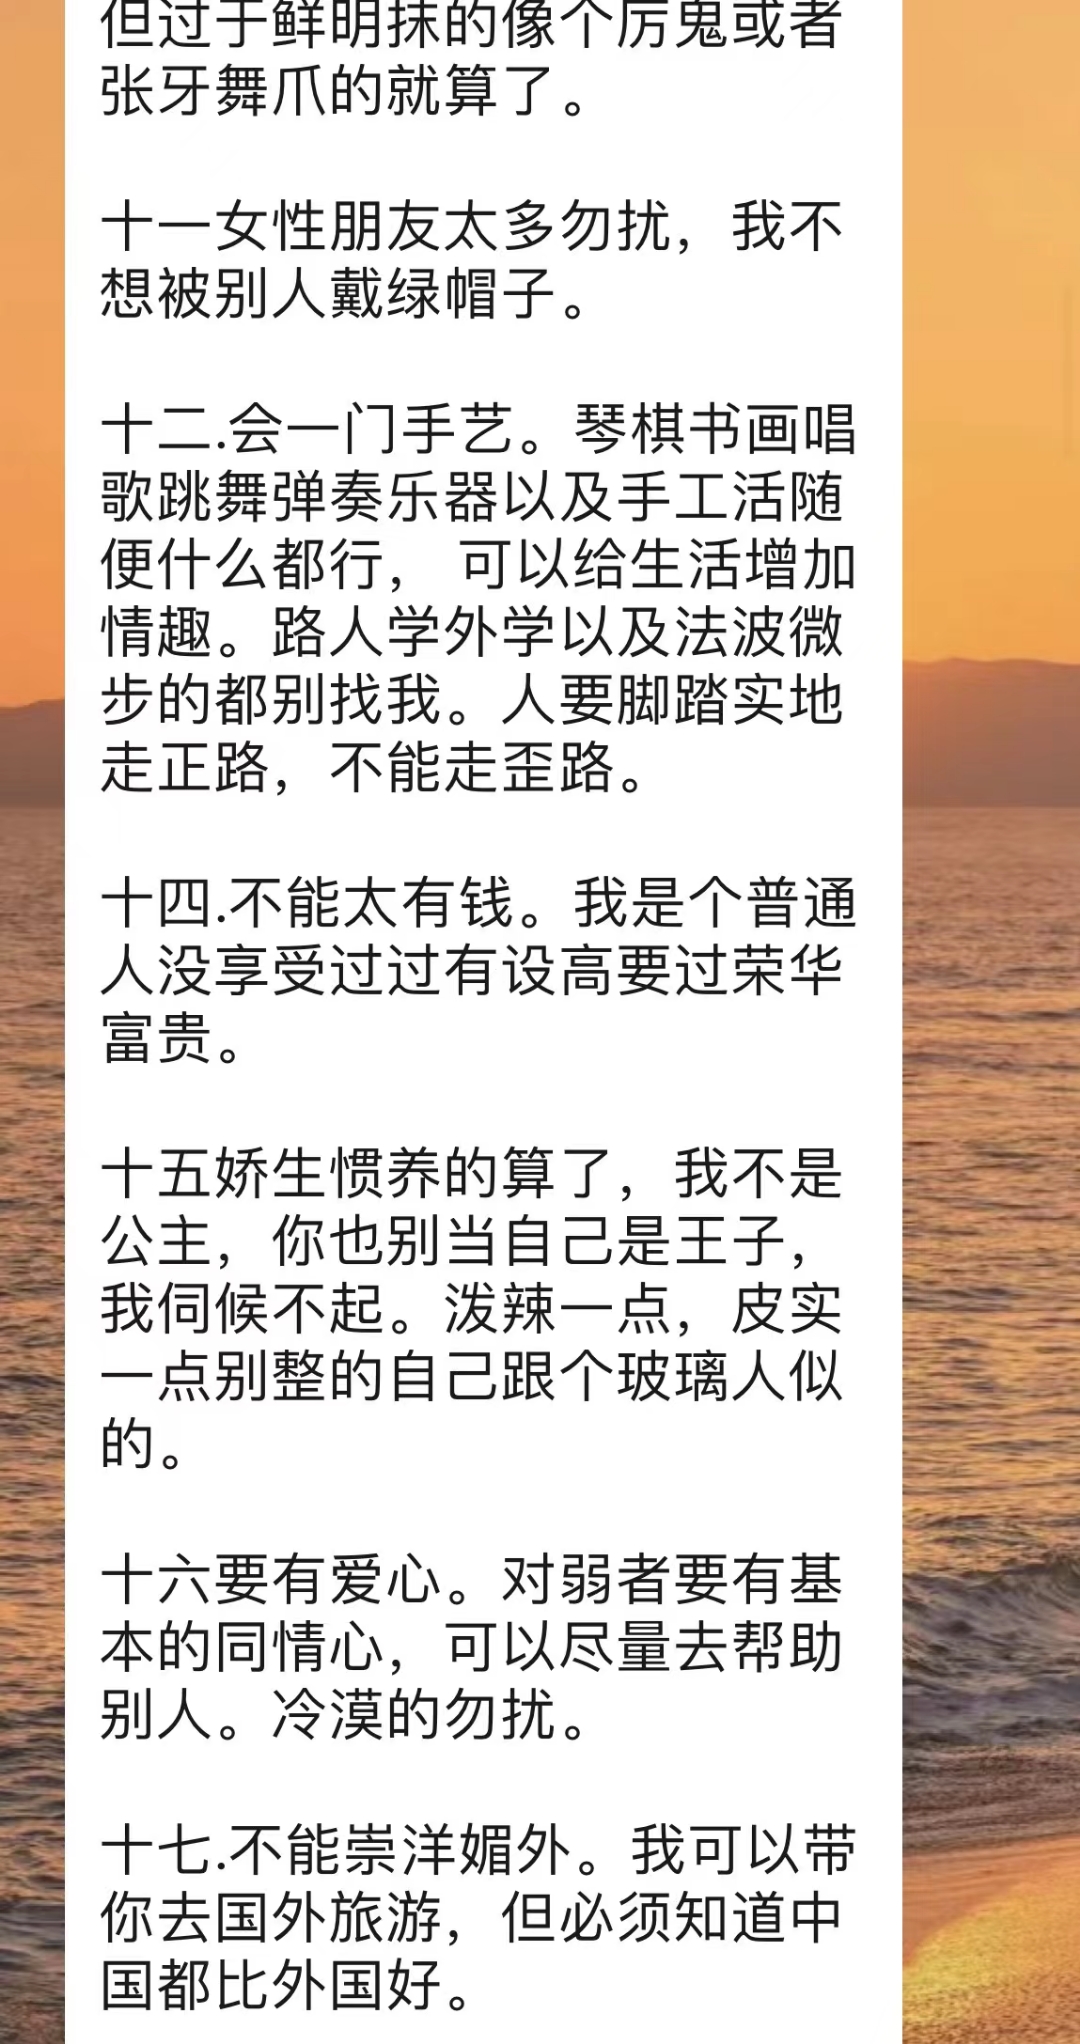 但过于鲜明抹的像个厉鬼或者
张牙舞爪的就算了。
十一女性朋友太多勿扰，我不
想被别人戴绿帽子。
十二.会一门手艺。琴棋书画唱
歌跳舞弹奏乐器以及手工活随
便什么都行， 可以给生活增加
情趣。路人学外学以及法波微
步的都别找我。人要脚踏实地
走正路，不能走歪路。
十四.不能太有钱。我是个普通
人没享受过过有设高要过荣华
富贵。
十五娇生惯养的算了，我不是
公主，你也别当自己是王子，
我伺候不起。泼辣一点，皮实
一点别整的自己跟个玻璃人似
的。
十六要有爱心。对弱者要有基
本的同情心，可以尽量去帮助
别人。冷漠的勿扰。
十七.不能崇洋媚外。我可以带
你去国外旅游，但必须知道中
国都比外国好。